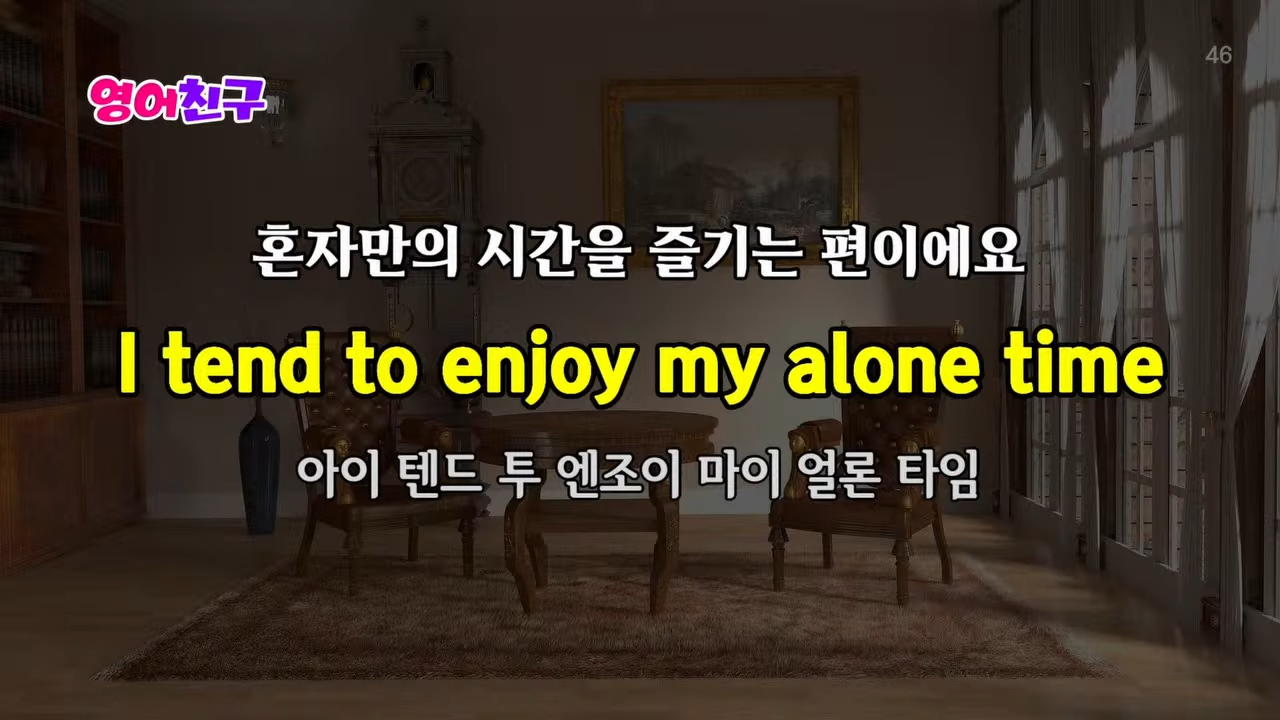 46
영어친구
혼자만의 시간을 즐기는 편이에요
I tend to enjoy my alone time
아이 텐드 투 엔조이 마이 얼론 타임